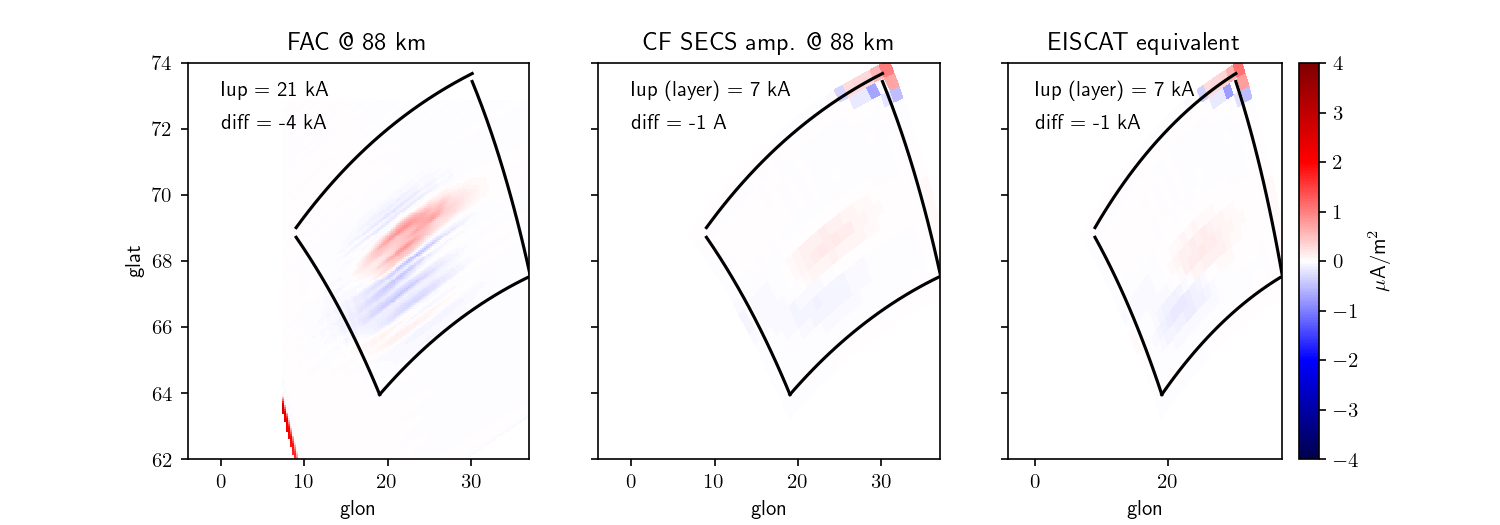 FAC @ 88 km
CF SECS amp. @ 88 km
EISCAT equivalent
Iup = 21 kA
diff = -4 kA
Iup (layer) = 7 kA
diff = -1 A
Iup (layer) = 7 kA
diff = -1 kA
74
72
70
68
66
64
62
glat
0
10
20
30
glon
0
10
20
30
glon
0
20
glon
4
3
2
1
0
−1
−2
−3
−4
μA/m²